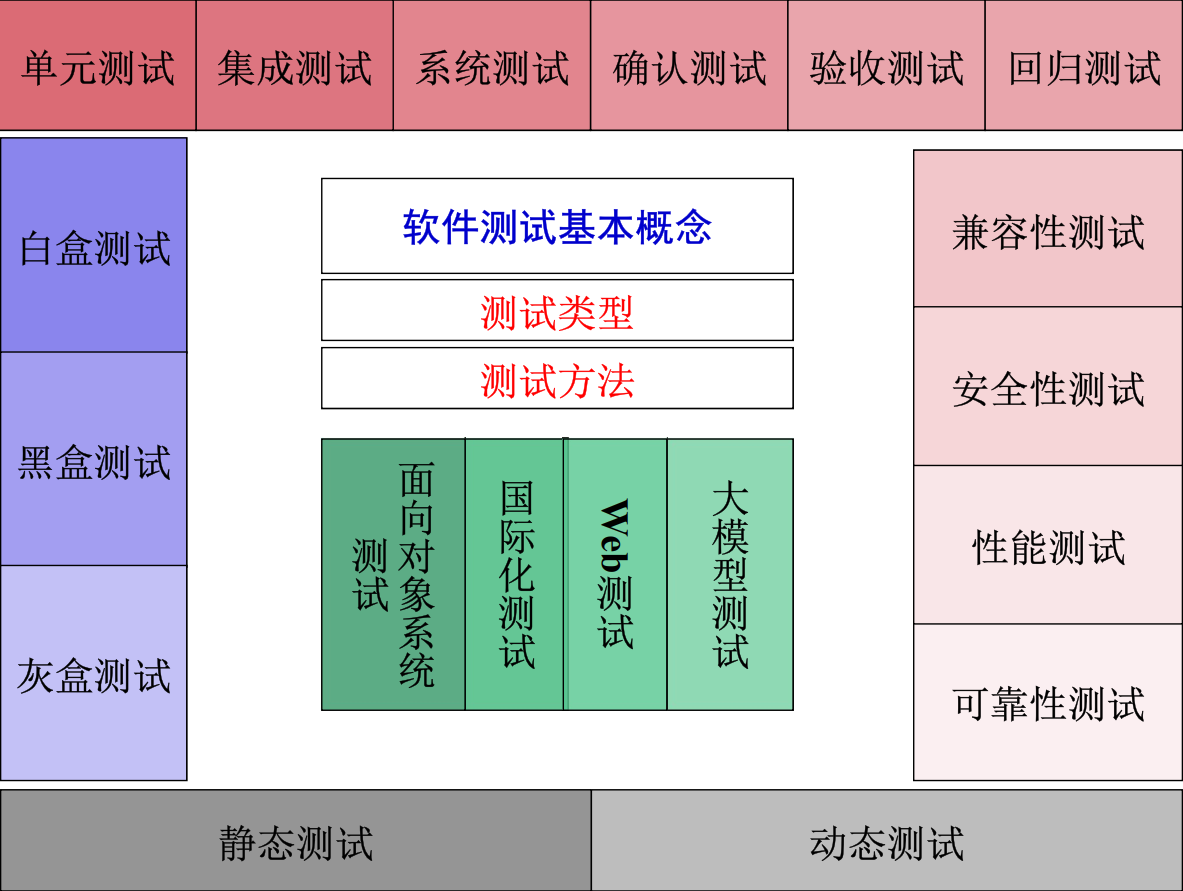 单元测试
集成测试
系统测试
确认测试
验收测试
回归测试
白盒测试
黑盒测试
灰盒测试
软件测试基本概念
测试类型
测试方法
面向对象系统
测试
国际化测试
Web测试
大模型测试
兼容性测试
安全性测试
性能测试
可靠性测试
静态测试
动态测试